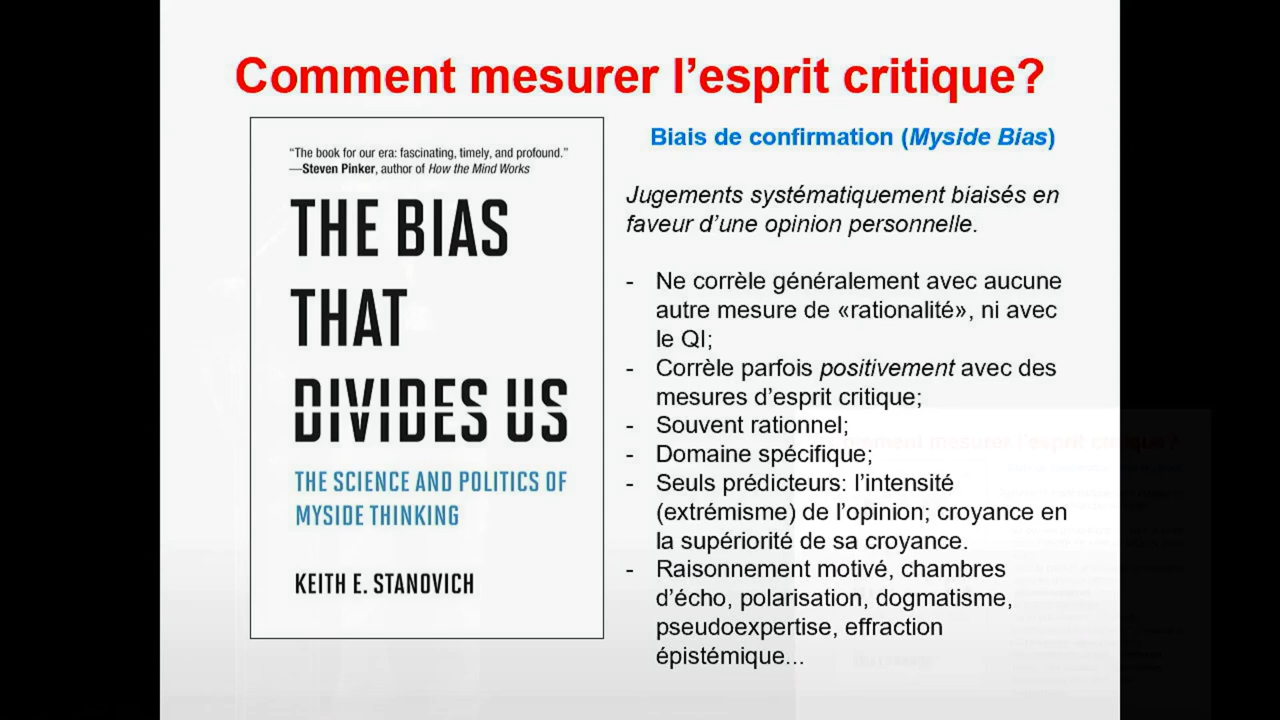 Comment mesurer l’esprit critique?
“The book for our era: fascinating, timely, and profound.”
—Steven Pinker, author of How the Mind Works
THE BIAS
THAT
DIVIDES US
THE SCIENCE AND POLITICS OF
MYSIDE THINKING
KEITH E. STANOVICH
Biais de confirmation (Myside Bias)
Jugements systématiquement biaisés en
faveur d’une opinion personnelle.
- Ne corrèle généralement avec aucune
autre mesure de «rationalité», ni avec
le QI;
- Corrèle parfois positivement avec des
mesures d’esprit critique;
- Souvent rationnel;
- Domaine spécifique;
- Seuls prédicteurs: l’intensité
(extrémisme) de l’opinion; croyance en
la supériorité de sa croyance.
- Raisonnement motivé, chambres
d’écho, polarisation, dogmatisme,
pseudoexpertise, effraction
épistémique...